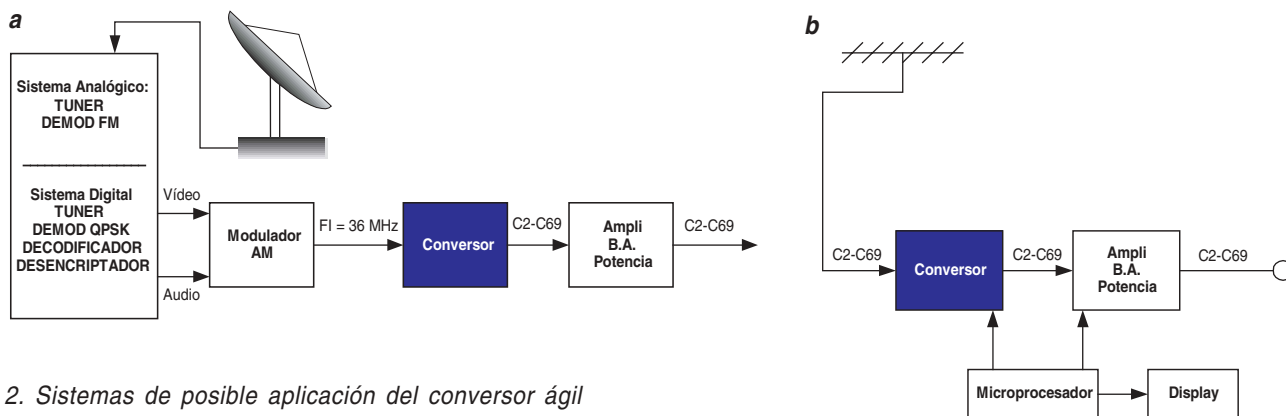 a
Sistema Analógico:
TUNER
DEMOD FM
Sistema Digital
TUNER
DEMOD QPSK
DECODIFICADOR
DESENCRIPTADOR
Vídeo
Audio
Modulador
AM
FI = 36 MHz
Conversor
C2-C69
Ampli
B.A.
Potencia
C2-C69
b
C2-C69
Conversor
C2-C69
Ampli
B.A.
Potencia
C2-C69
Microprocesador
Display
2. Sistemas de posible aplicación del conversor ágil